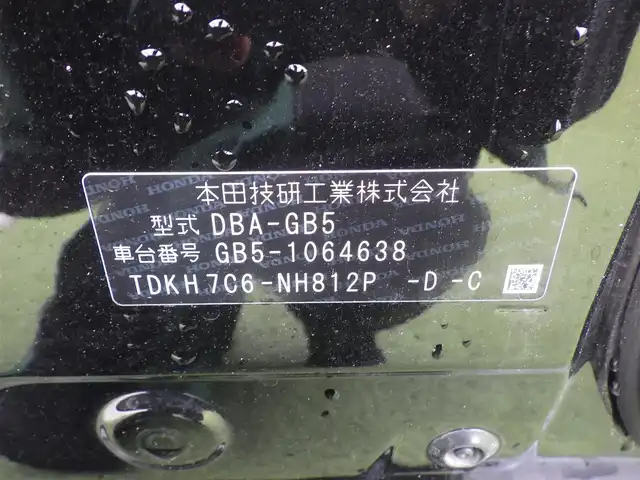 本田技研工業株式会社
型式 DBA-GB5
車台番号 GB5-1064638
TDKH7C6-NH812P -D -C